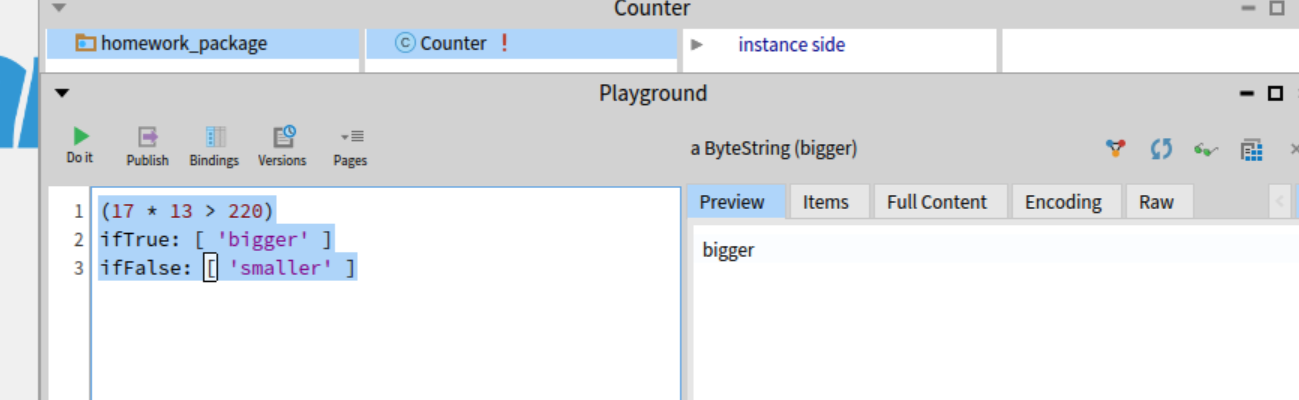 Counter
homework_package
Counter !
instance side
Playground
Do it
Publish
Bindings
Versions
Pages
a ByteString (bigger)
1 (17 * 13 > 220)
2 ifTrue: [ 'bigger' ]
3 ifFalse: [ 'smaller' ]
Preview
Items
Full Content
Encoding
Raw
bigger